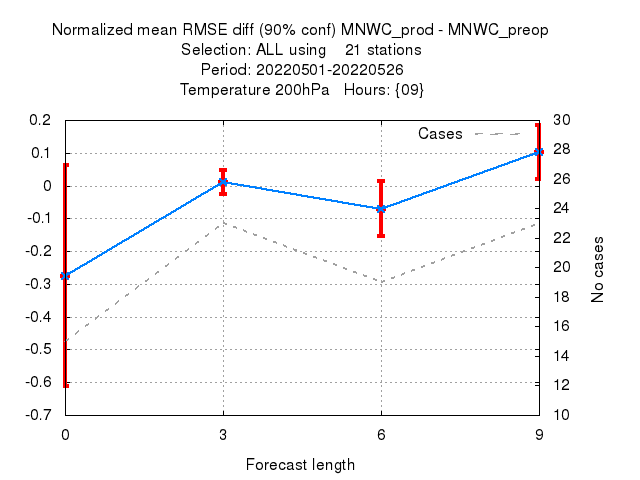 Normalized mean RMSE diff (90% conf) MNWC_prod - MNWC_preop
Selection: ALL using    21 stations
Period: 20220501-20220526
Temperature 200hPa   Hours: {09}
Cases
0.2
0.1
0
-0.1
-0.2
-0.3
-0.4
-0.5
-0.6
-0.7
30
28
26
24
22
20
18
16
14
12
10
No cases
0 3 6 9
Forecast length